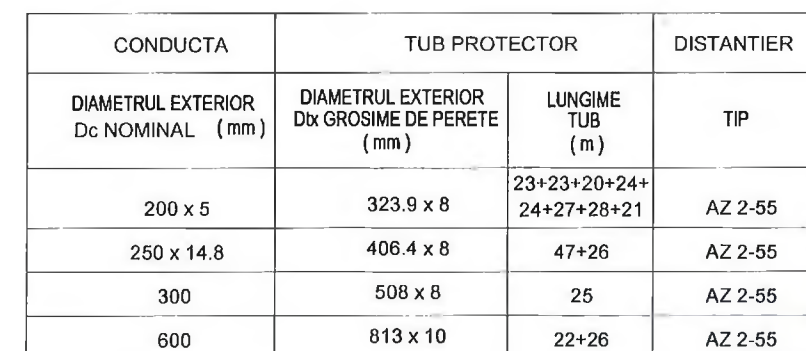 CONDUCTA TUB PROTECTOR DISTANTIER
DIAMETRUL EXTERIOR
Dc NOMINAL (mm)
DIAMETRUL EXTERIOR
Dtx GROSIME DE PERETE
(mm)
LUNGIME
TUB
(m)
TIP
200 x 5 323.9 x 8 23+23+20+24+
24+27+28+21 AZ 2-55
250 x 14.8 406.4 x 8 47+26 AZ 2-55
300 508 x 8 25 AZ 2-55
600 813 x 10 22+26 AZ 2-55